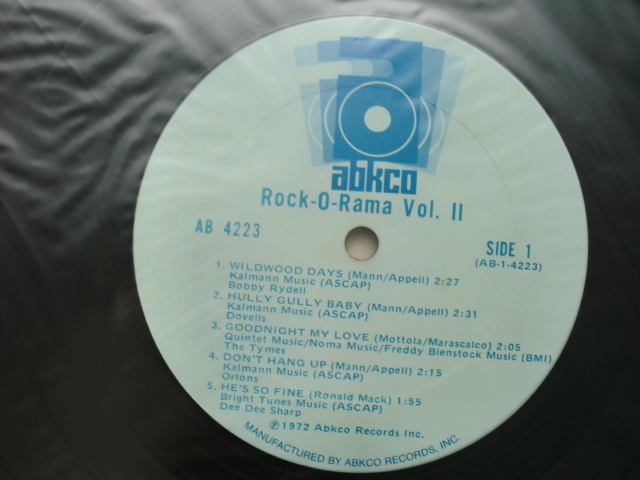 abkco
Rock-O-Rama Vol. II
AB 4223
SIDE 1
(AB-1-4223)
1. WILDWOOD DAYS (Mann/Appell) 2:27
Kalmann Music (ASCAP)
Bobby Rydell
2. HULLY GULLY BABY (Mann/Appell) 2:31
Kalmann Music (ASCAP)
Dovells
3. GOODNIGHT MY LOVE (Mottola/Marascalco) 2:05
Quintet Music/Noma Music/Freddy Bienstock Music (BMI)
The Tymes
4. DON'T HANG UP (Mann/Appell) 2:15
Kalmann Music (ASCAP)
Orlons
5. HE'S SO FINE (Ronald Mack) 1:55
Bright Tunes Music (ASCAP)
Dee Dee Sharp
℗ 1972 Abkco Records Inc.
MANUFACTURED BY ABKCO RECORDS, INC.